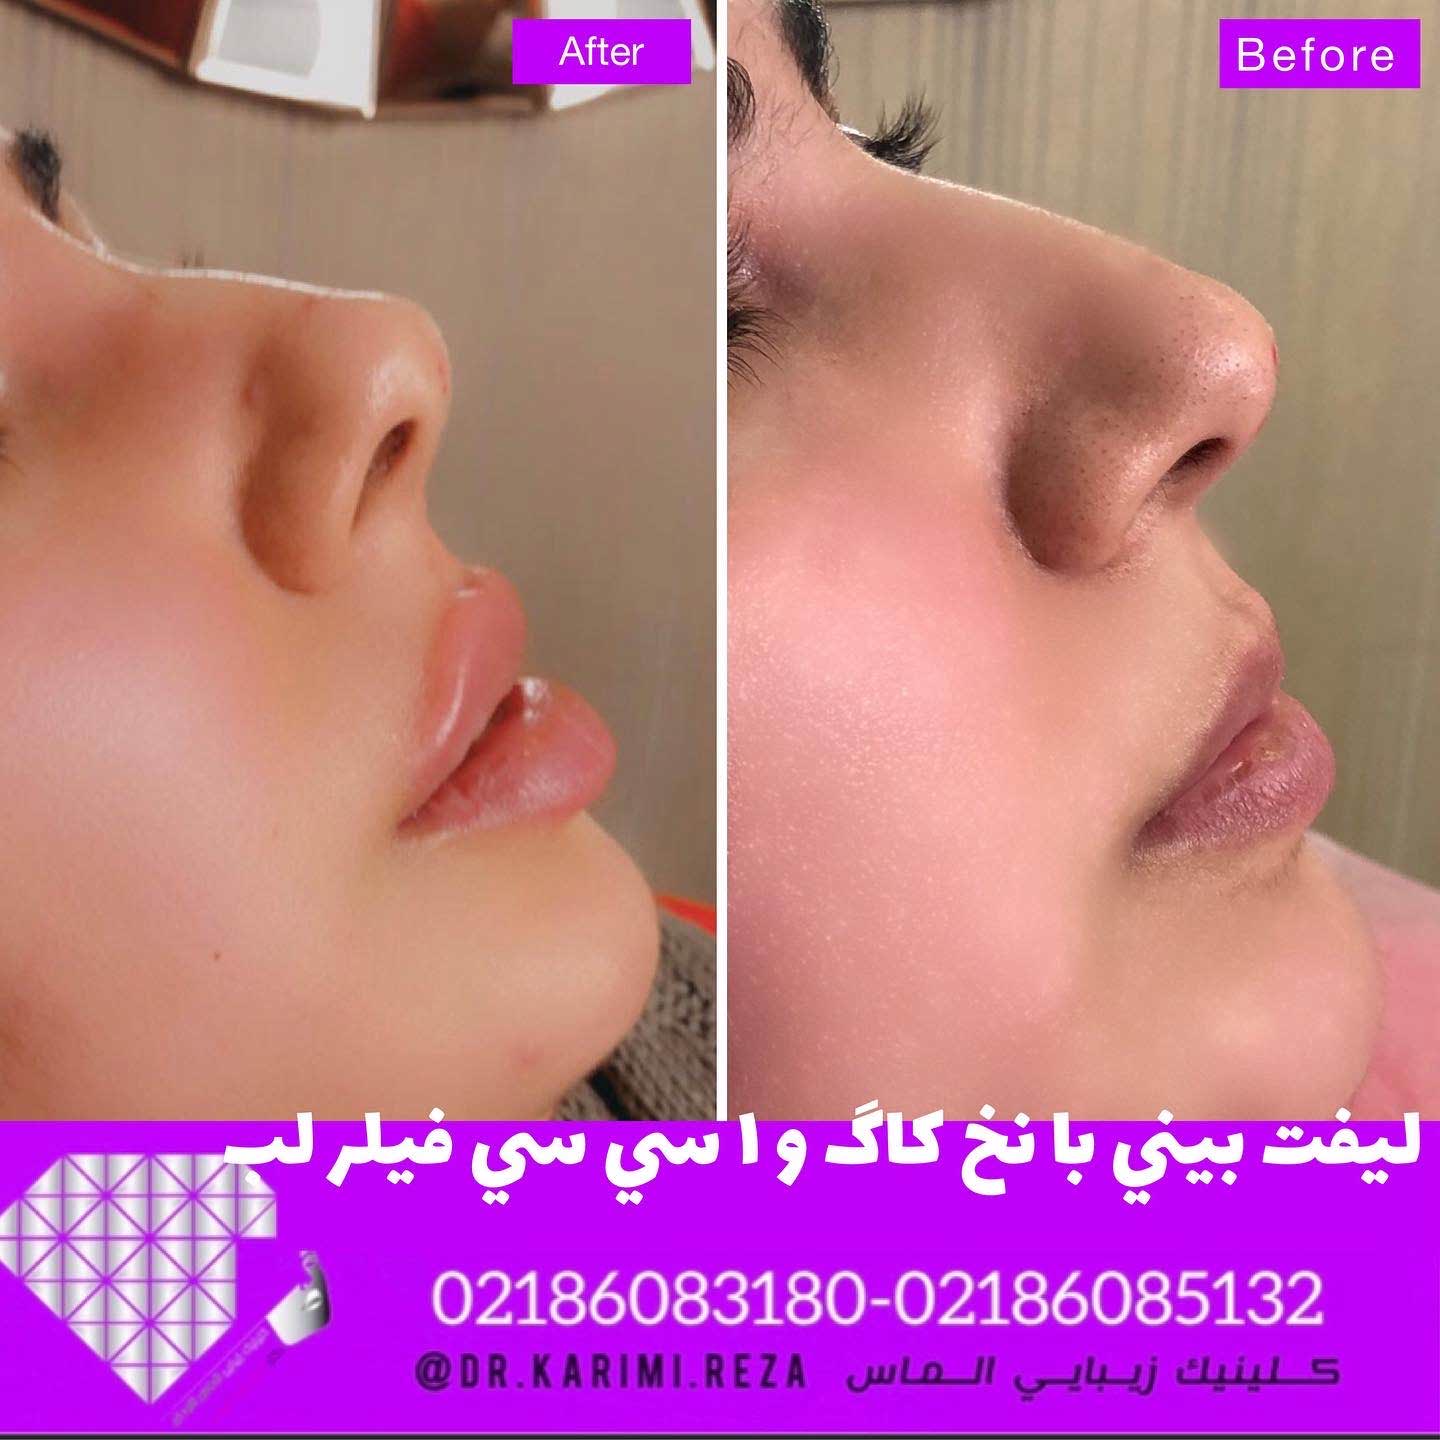 After
Before
ليفت بيني با نخ كاگ و ١ سي سي فيلر لب
02186083180-02186085132
@DR.KARIMI.REZA كلينيك زيبايي الماس